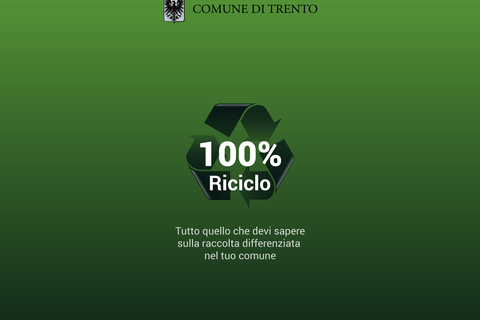 COMUNE DI TRENTO
100%
Riciclo
Tutto quello che devi sapere
sulla raccolta differenziata
nel tuo comune